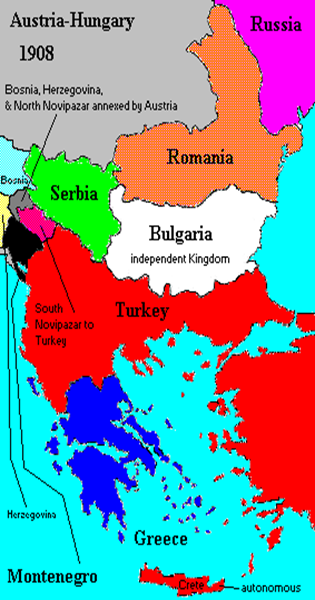 Austria-Hungary
Russia
1908
Bosnia, Herzegovina,
& North Novipazar annexed by Austria
Romania
Bosnia
Serbia
Bulgaria
independent Kingdom
South
Novipazar to
Turkey
Turkey
Herzegovina
Greece
Montenegro
Crete
autonomous